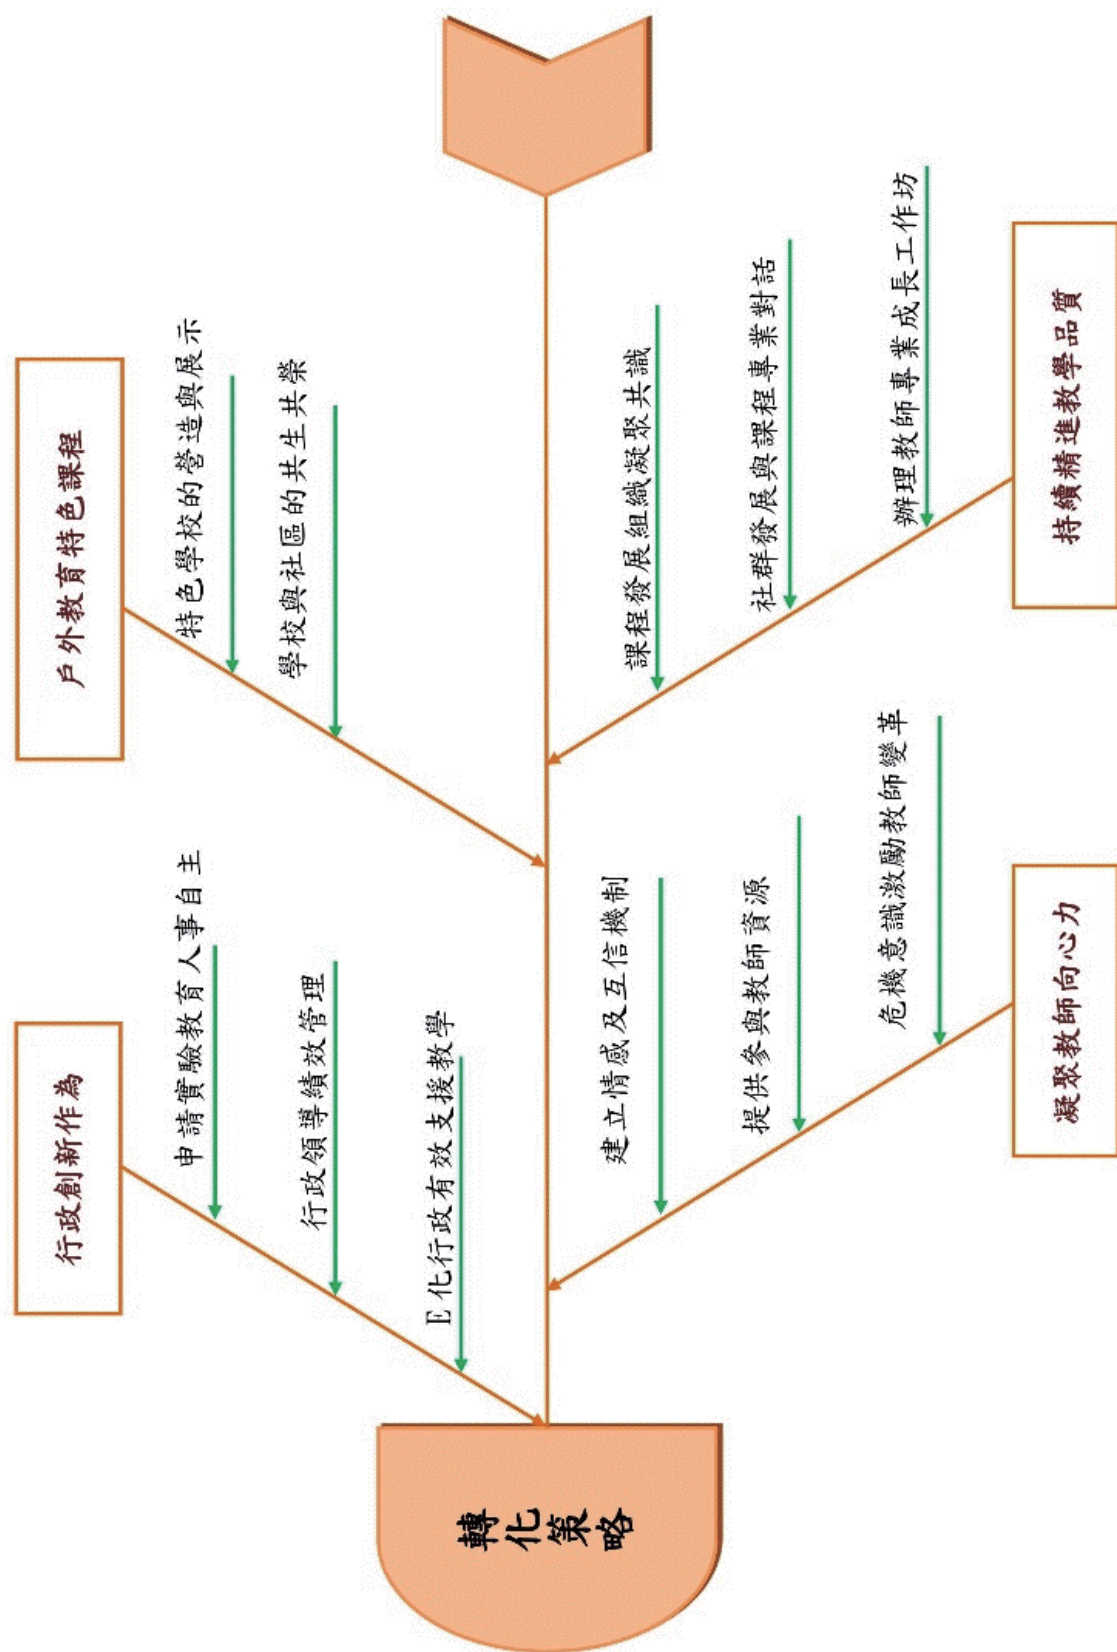 戶外教育特色課程
特色學校的營造與展示
學校與社區的共生共榮
行政創新作為
申請實驗教育人事自主
行政領導績效管理
E化行政有效支援教學
轉化策略
持續精進教學品質
課程發展組織凝聚共識
社群發展與課程專業對話
辦理教師專業成長工作坊
凝聚教師向心力
建立情感及互信機制
提供參與教師資源
危機意識激勵教師變革